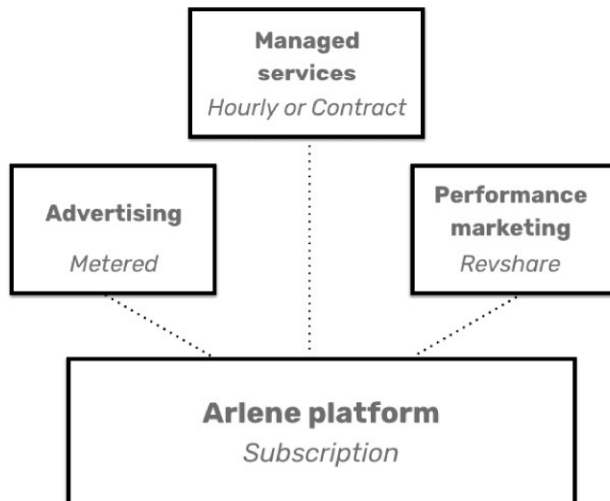 Managed
services
Hourly or Contract
Advertising
Metered
Performance
marketing
Revshare
Arlene platform
Subscription